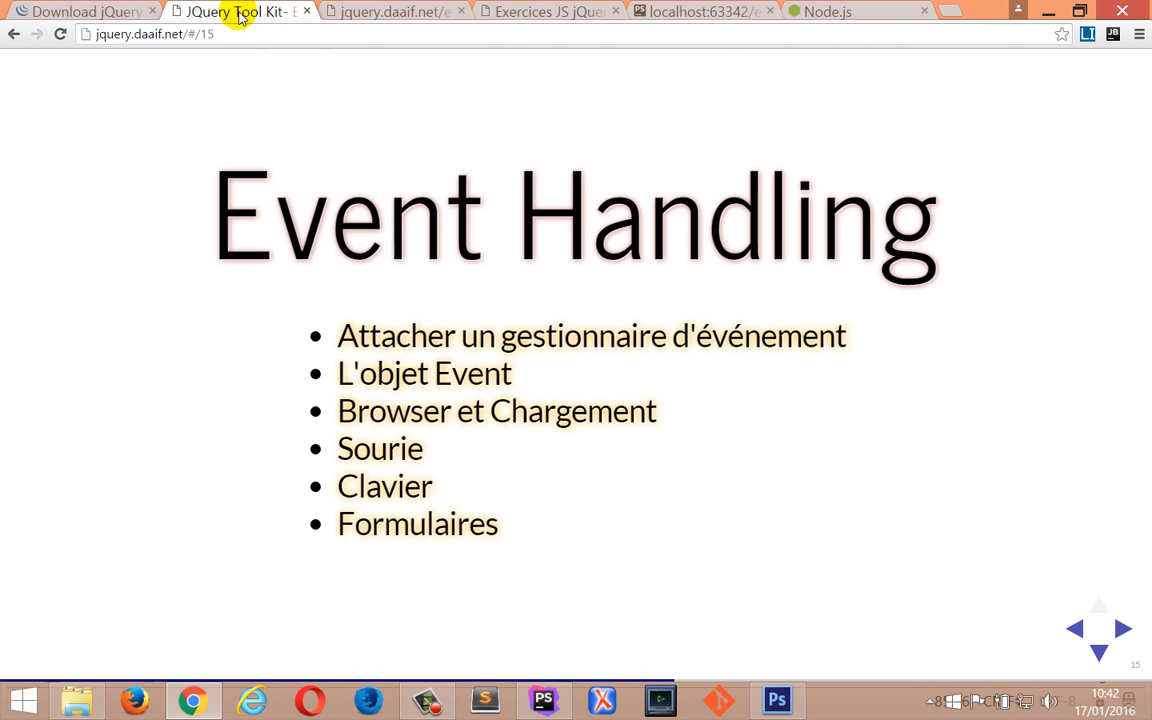 Download jQuery
JQuery Tool Kit- E
jquery.daaif.net/e
Exercices JS jQue
localhost:63342/e
Node.js
jquery.daaif.net/#/15
Event Handling
Attacher un gestionnaire d'événement
L'objet Event
Browser et Chargement
Sourie
Clavier
Formulaires
15
10:42
17/01/2016